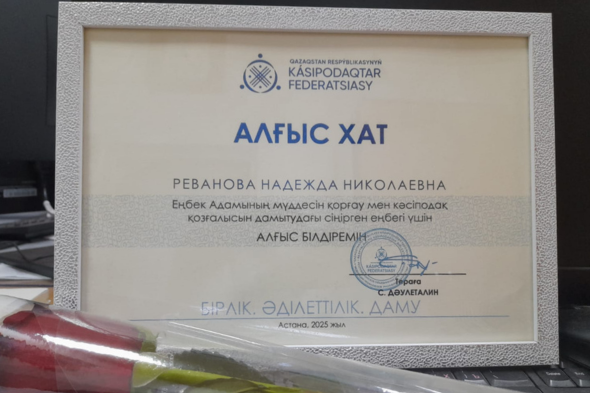 QAZAQSTAN RESPÝBLIKASYNYŃ
KÁSIPODAQTAR
FEDERATSIASY
АЛҒЫС ХАТ
РЕВАНОВА НАДЕЖДА НИКОЛАЕВНА
Еңбек Адамының мүддесін қорғау мен кәсіподақ
қозғалысын дамытудағы сіңірген еңбегі үшін
АЛҒЫС БІЛДІРЕМІН
Төраға
С. ДӘУЛЕТАЛИН
БІРЛІК. ӘДІЛЕТТІЛІК. ДАМУ
Астана, 2025 жыл